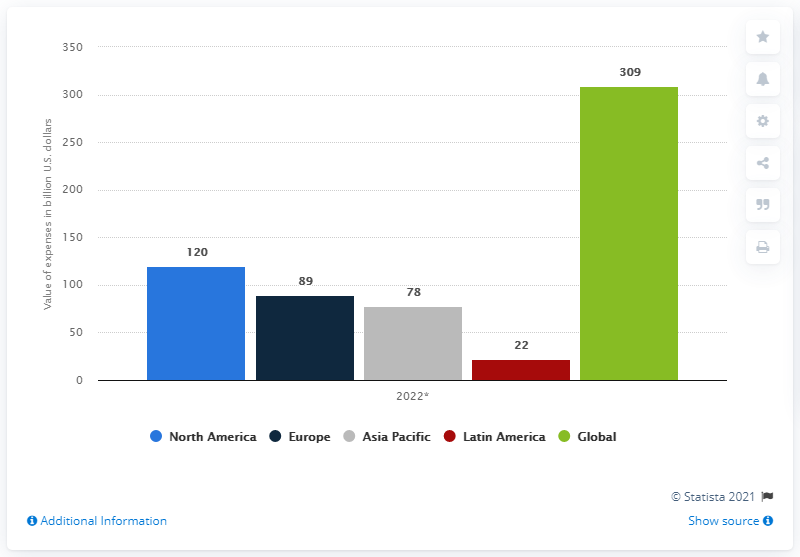 350
300
250
200
150
100
50
0
Value of expenses in billion U.S. dollars
120
89
78
22
309
2022*
North America Europe Asia Pacific Latin America Global
© Statista 2021
Additional Information
Show source